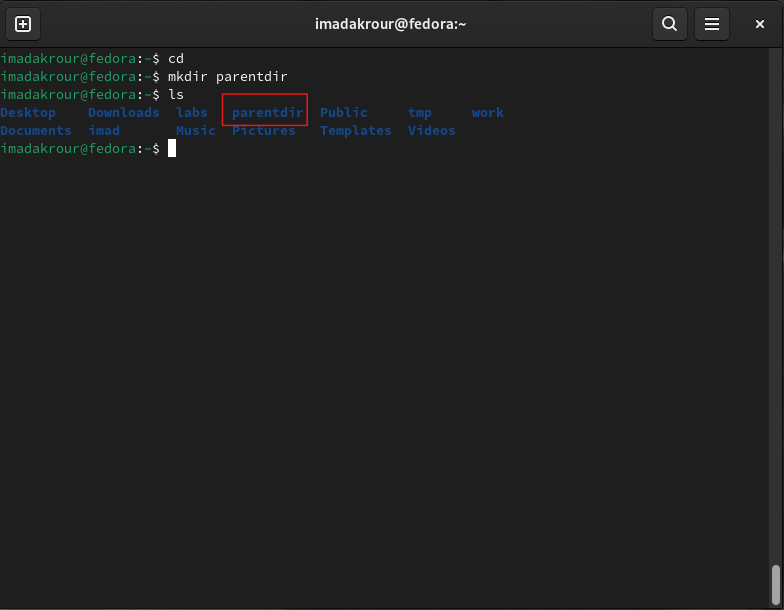 imadakrour@fedora:~
imadakrour@fedora:~$ cd
imadakrour@fedora:~$ mkdir parentdir
imadakrour@fedora:~$ ls
Desktop Downloads labs parentdir Public tmp work
Documents imad Music Pictures Templates Videos
imadakrour@fedora:~$